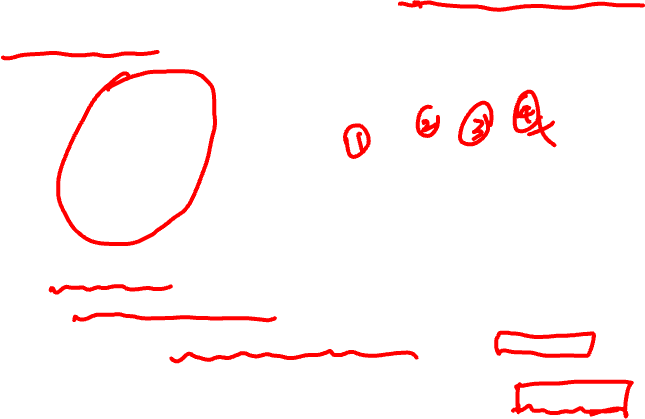 ① ② ③ ④